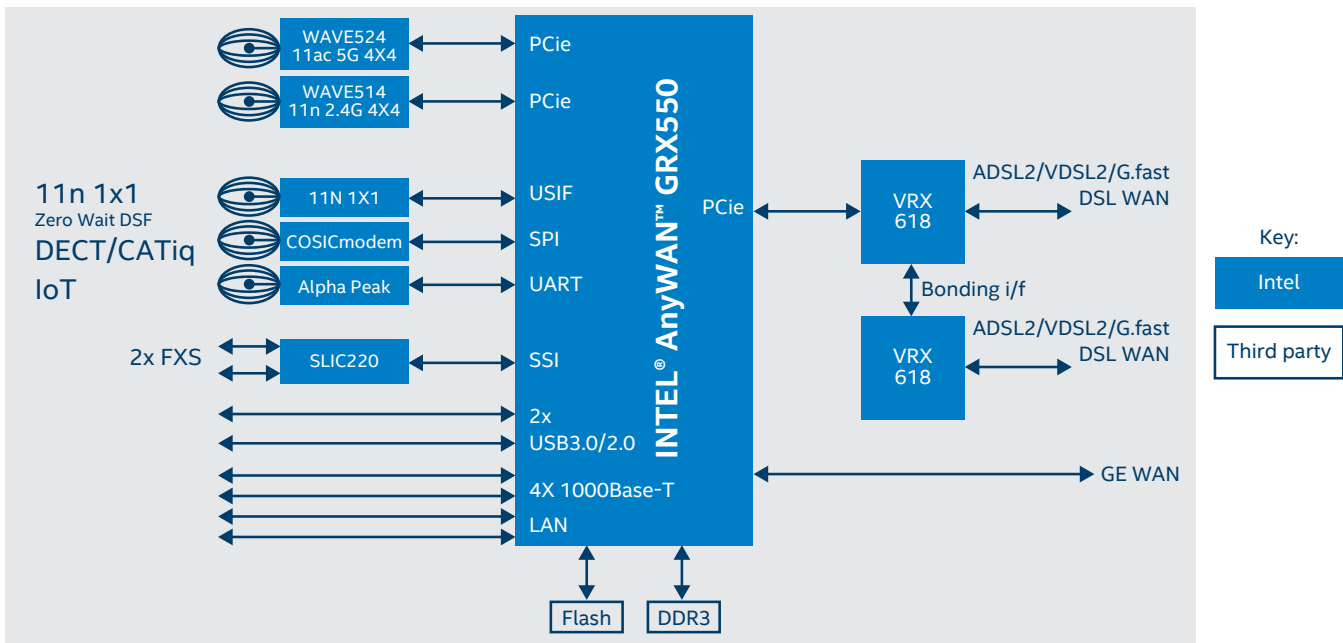 WAVE524
11ac 5G 4X4
PCie
WAVE514
11n 2.4G 4X4
PCie
11n 1x1
Zero Wait DSF
DECT/CATiq
IoT
11N 1X1
USIF
COSICmodem
SPI
Alpha Peak
UART
2x FXS
SLIC220
SSI
2x
USB3.0/2.0
4X 1000Base-T
LAN
INTEL® AnyWAN™ GRX550
PCie
VRX
618
ADSL2/VDSL2/G.fast
DSL WAN
Bonding i/f
VRX
618
ADSL2/VDSL2/G.fast
DSL WAN
GE WAN
Flash
DDR3
Key:
Intel
Third party